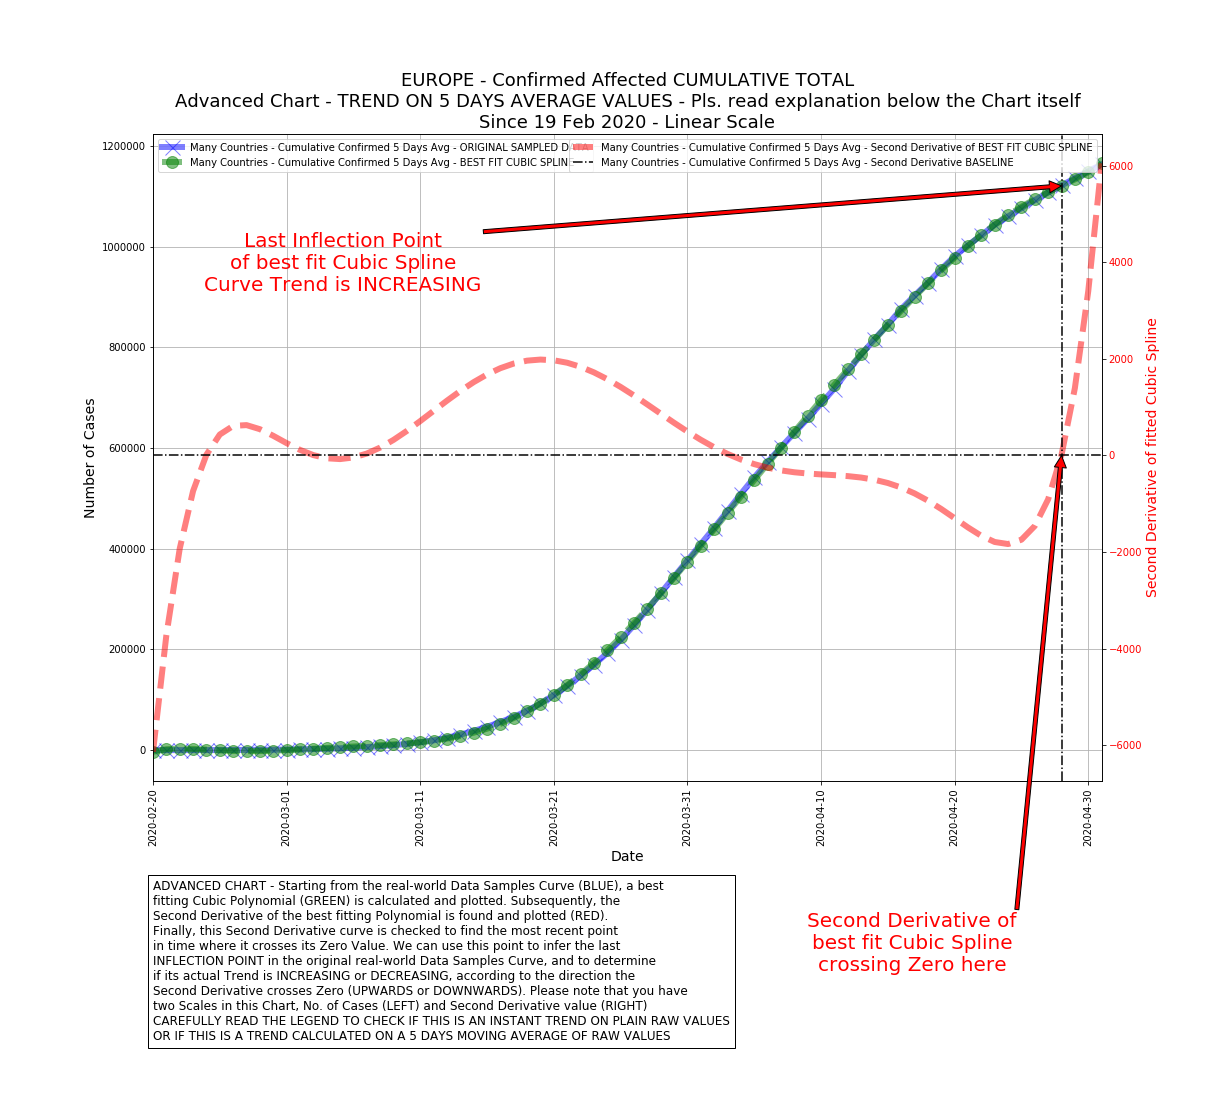 EUROPE - Confirmed Affected CUMULATIVE TOTAL
Advanced Chart - TREND ON 5 DAYS AVERAGE VALUES - Pls. read explanation below the Chart itself
Since 19 Feb 2020 - Linear Scale
Many Countries - Cumulative Confirmed 5 Days Avg - ORIGINAL SAMPLED DATA
Many Countries - Cumulative Confirmed 5 Days Avg - BEST FIT CUBIC SPLINE
Many Countries - Cumulative Confirmed 5 Days Avg - Second Derivative of BEST FIT CUBIC SPLINE
Many Countries - Cumulative Confirmed 5 Days Avg - Second Derivative BASELINE
Last Inflection Point
of best fit Cubic Spline
Curve Trend is INCREASING
Number of Cases
1200000
1000000
800000
600000
400000
200000
0
6000
4000
2000
0
−2000
−4000
−6000
Second Derivative of fitted Cubic Spline
2020-02-20
2020-03-01
2020-03-11
2020-03-21
2020-03-31
2020-04-10
2020-04-20
2020-04-30
Date
ADVANCED CHART - Starting from the real-world Data Samples Curve (BLUE), a best
fitting Cubic Polynomial (GREEN) is calculated and plotted. Subsequently, the
Second Derivative of the best fitting Polynomial is found and plotted (RED).
Finally, this Second Derivative curve is checked to find the most recent point
in time where it crosses its Zero Value. We can use this point to infer the last
INFLECTION POINT in the original real-world Data Samples Curve, and to determine
if its actual Trend is INCREASING or DECREASING, according to the direction the
Second Derivative crosses Zero (UPWARDS or DOWNWARDS). Please note that you have
two Scales in this Chart, No. of Cases (LEFT) and Second Derivative value (RIGHT)
CAREFULLY READ THE LEGEND TO CHECK IF THIS IS AN INSTANT TREND ON PLAIN RAW VALUES
OR IF THIS IS A TREND CALCULATED ON A 5 DAYS MOVING AVERAGE OF RAW VALUES
Second Derivative of
best fit Cubic Spline
crossing Zero here